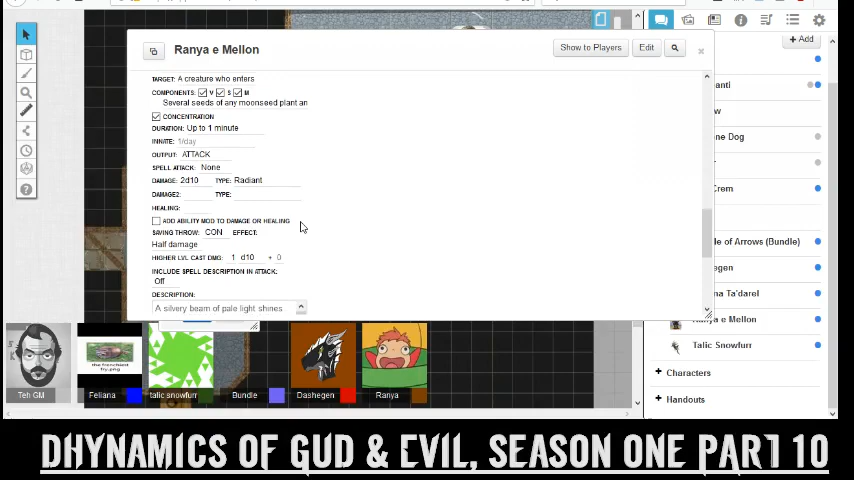 Ranya e Mellon
Show to Players
Edit
+ Add
TARGET: A creature who enters
COMPONENTS: V S M
Several seeds of any moonseed plant an
CONCENTRATION
DURATION: Up to 1 minute
INNATE: 1/day
OUTPUT: ATTACK
SPELL ATTACK: None
DAMAGE: 2d10 TYPE: Radiant
DAMAGE2: TYPE:
HEALING:
ADD ABILITY MOD TO DAMAGE OR HEALING
SAVING THROW: CON EFFECT:
Half damage
HIGHER LVL CAST DMG: 1 d10 + 0
INCLUDE SPELL DESCRIPTION IN ATTACK:
Off
DESCRIPTION:
A silvery beam of pale light shines
anti
w
ne Dog
r
Crem
le of Arrows (Bundle)
egen
na Ta'darel
Ranya e Mellon
Talic Snowfurr
Characters
Handouts
the frenchiest
fry.png
Teh GM
Feliana
talic snowfurr
Bundle
Dashegen
Ranya
DHYNAMICS OF GUD & EVIL, SEASON ONE PART 10